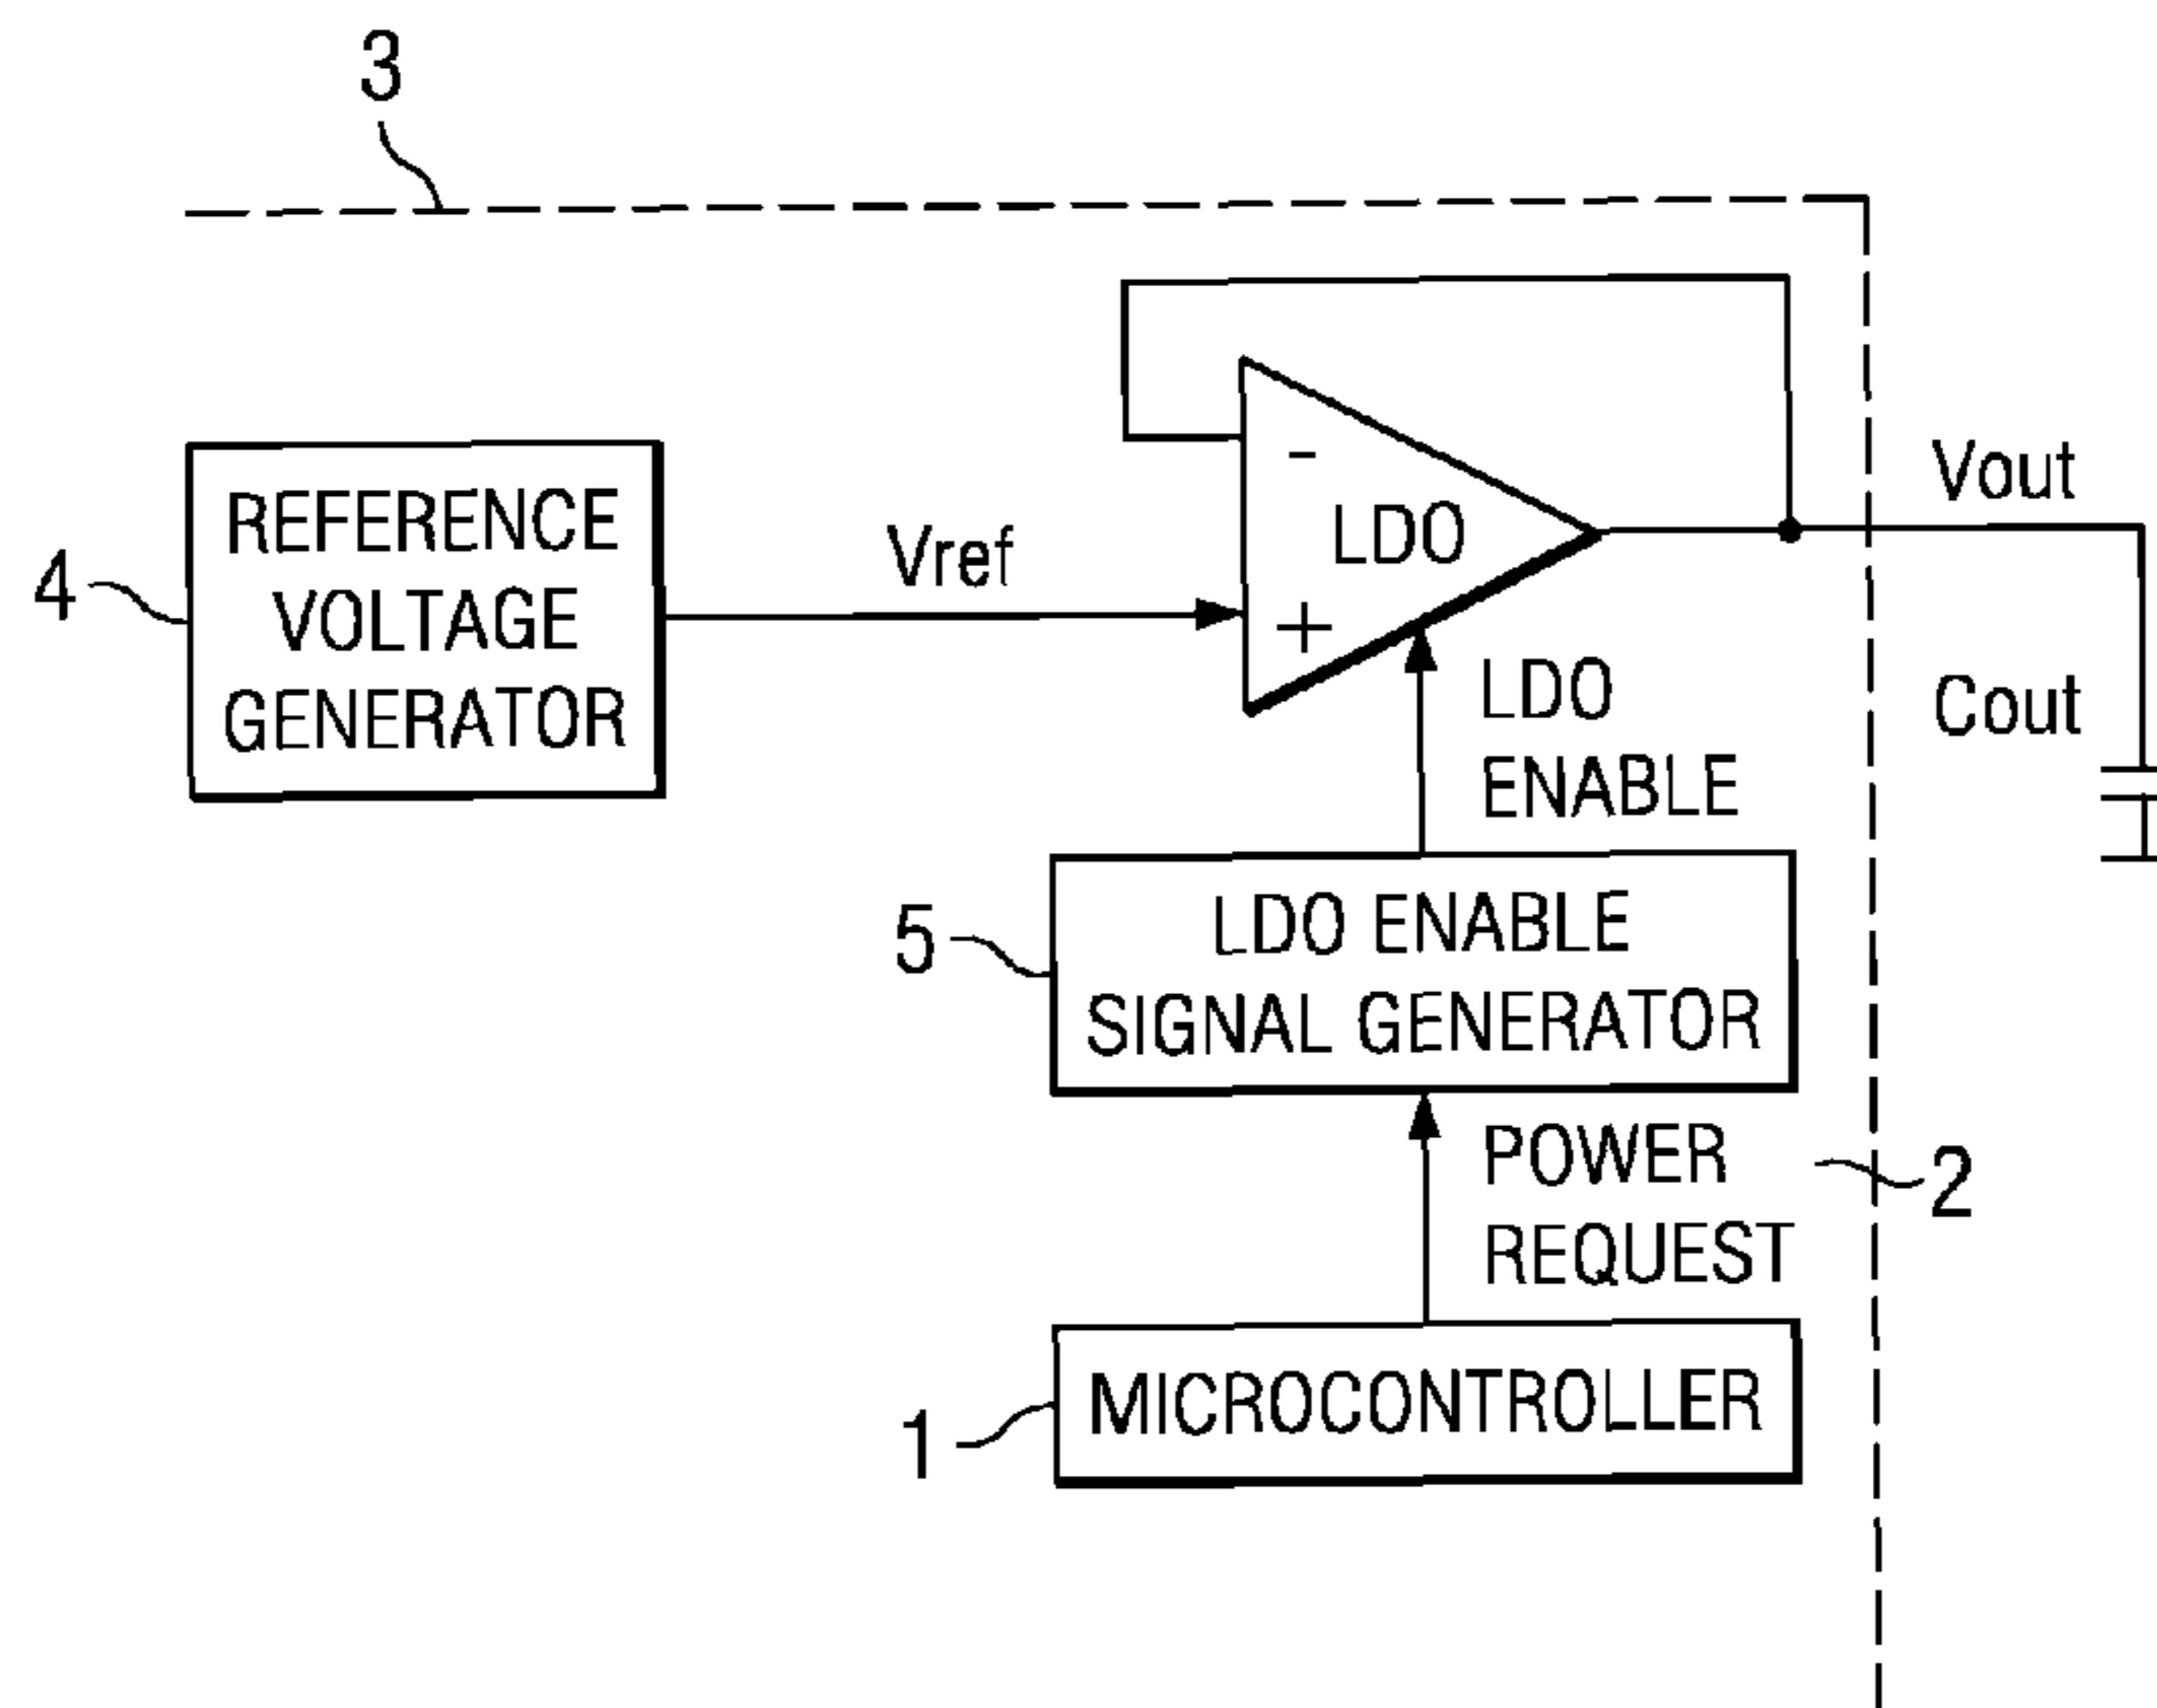 3
-
LDO
+
Vout
REFERENCE
VOLTAGE
GENERATOR
4
Vref
LDO
ENABLE
Cout
5
LDO ENABLE
SIGNAL GENERATOR
POWER
REQUEST
2
MICROCONTROLLER
1